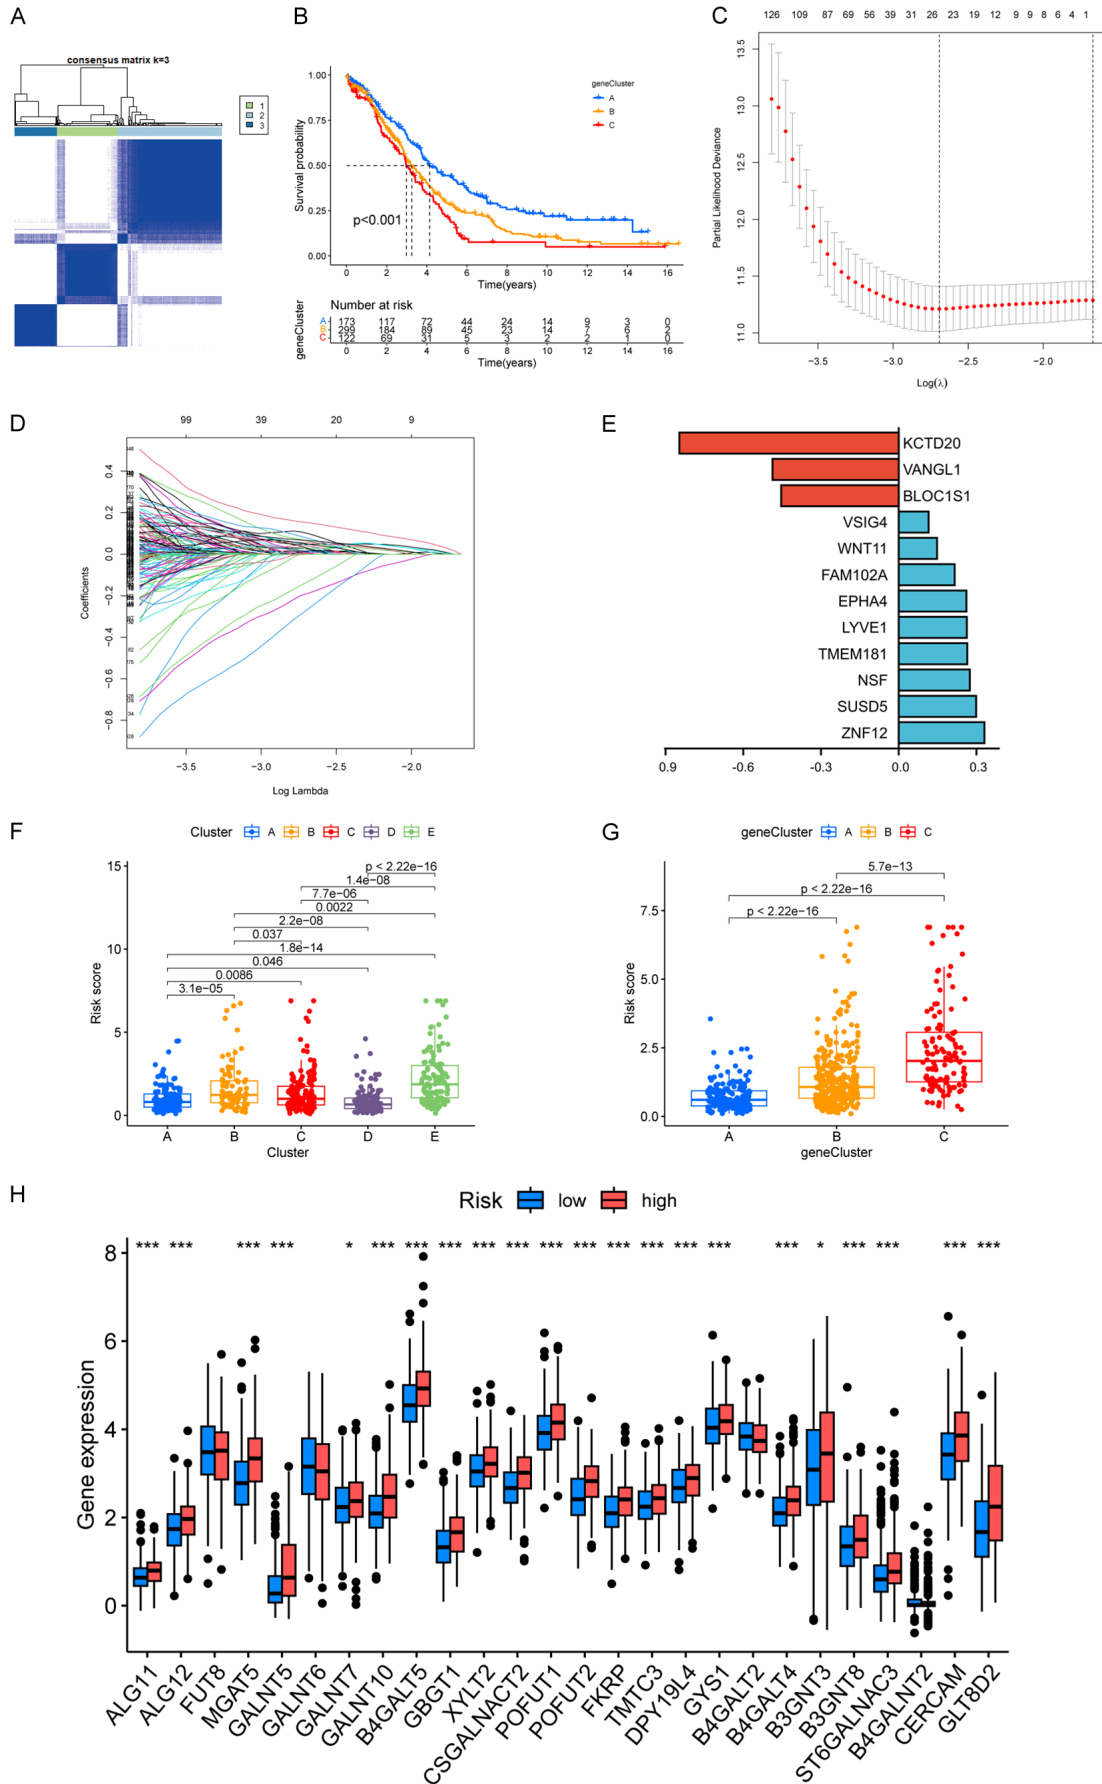 A
consensus matrix k=3
1
2
3
B
geneCluster
A
B
C
Survival probability
1.00
0.75
0.50
0.25
0.00
p<0.001
0 2 4 6 8 10 12 14 16
Time(years)
Number at risk
geneCluster
A 173 117 72 44 24 14 9 3 0
B 299 184 89 45 23 14 7 6 2
C 122 69 31 5 3 2 2 1 0
0 2 4 6 8 10 12 14 16
Time(years)
C
126 109 87 69 56 39 31 26 23 19 12 9 9 8 6 4 1
Partial Likelihood Deviance
13.5
13.0
12.5
12.0
11.5
11.0
−3.5 −3.0 −2.5 −2.0
Log(λ)
D
99 39 20 9
Coefficients
0.4
0.2
0.0
−0.2
−0.4
−0.6
−0.8
−3.5 −3.0 −2.5 −2.0
Log Lambda
E
KCTD20
VANGL1
BLOC1S1
VSIG4
WNT11
FAM102A
EPHA4
LYVE1
TMEM181
NSF
SUSD5
ZNF12
0.9 -0.6 -0.3 0.0 0.3
F
Cluster A B C D E
Risk score
15
10
5
0
p < 2.22e−16
1.4e−08
7.7e−06
0.0022
2.2e−08
0.037
1.8e−14
0.046
0.0086
3.1e−05
A B C D E
Cluster
G
geneCluster A B C
Risk score
7.5
5.0
2.5
0.0
5.7e−13
p < 2.22e−16
p < 2.22e−16
A B C
geneCluster
H
Risk low high
Gene expression
8
6
4
2
0
*** *** *** *** * *** *** *** *** *** *** *** *** *** *** *** *** * *** *** *** ***
ALG11
ALG12
FUT8
MGAT5
GALNT5
GALNT6
GALNT7
GALNT10
B4GALT5
GBGT1
XYLT2
CSGALNACT2
POFUT1
POFUT2
FKRP
TMTC3
DPY19L4
GYS1
B4GALT2
B4GALT4
B3GNT3
B3GNT8
ST6GALNAC3
B4GALNT2
CERCAM
GLT8D2